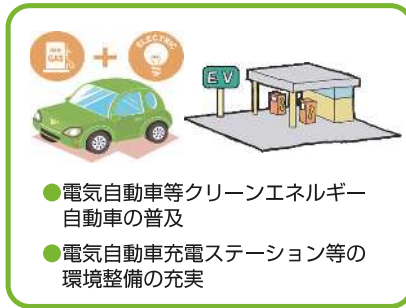 GAS
ELECTRIC
EV
●電気自動車等クリーンエネルギー
自動車の普及
●電気自動車充電ステーション等の
環境整備の充実